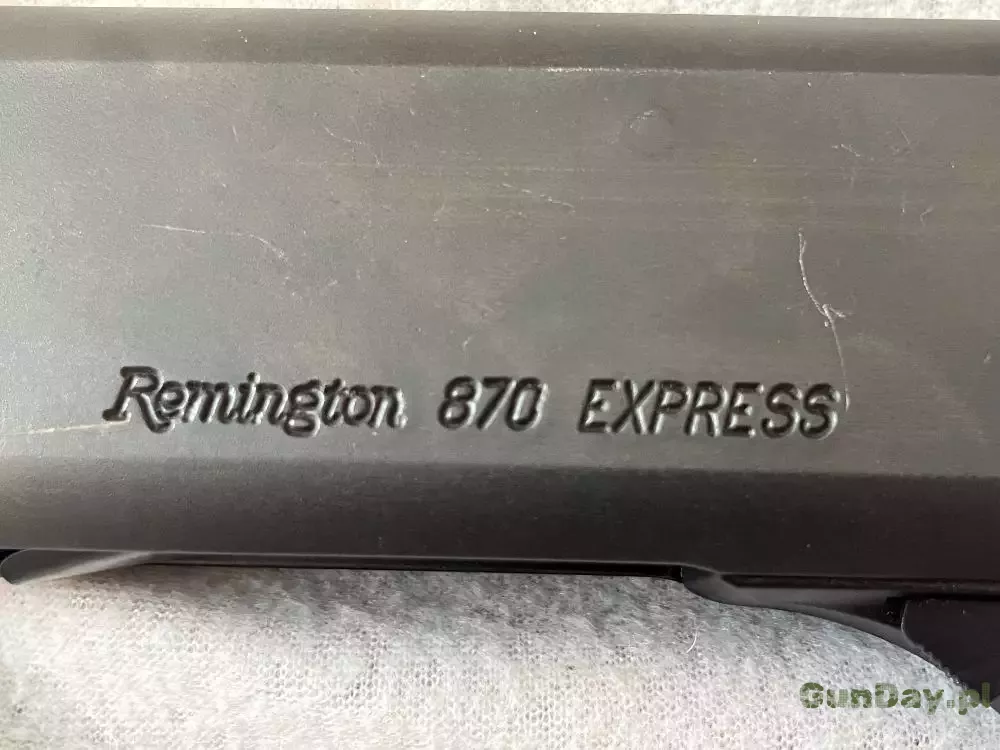 Remington 870 EXPRESS
GunDay.pl